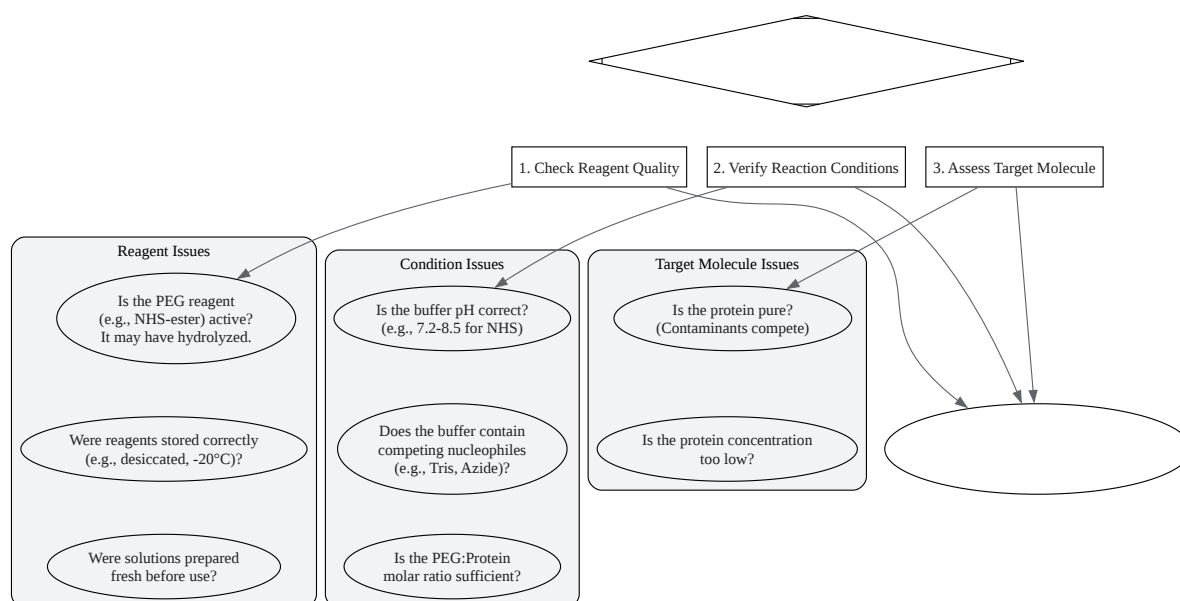 1. Check Reagent Quality
2. Verify Reaction Conditions
3. Assess Target Molecule
Reagent Issues
Is the PEG reagent
(e.g., NHS-ester) active?
It may have hydrolyzed.
Were reagents stored correctly
(e.g., desiccated, -20°C)?
Were solutions prepared
fresh before use?
Condition Issues
Is the buffer pH correct?
(e.g., 7.2-8.5 for NHS)
Does the buffer contain
competing nucleophiles
(e.g., Tris, Azide)?
Is the PEG:Protein
molar ratio sufficient?
Target Molecule Issues
Is the protein pure?
(Contaminants compete)
Is the protein concentration
too low?